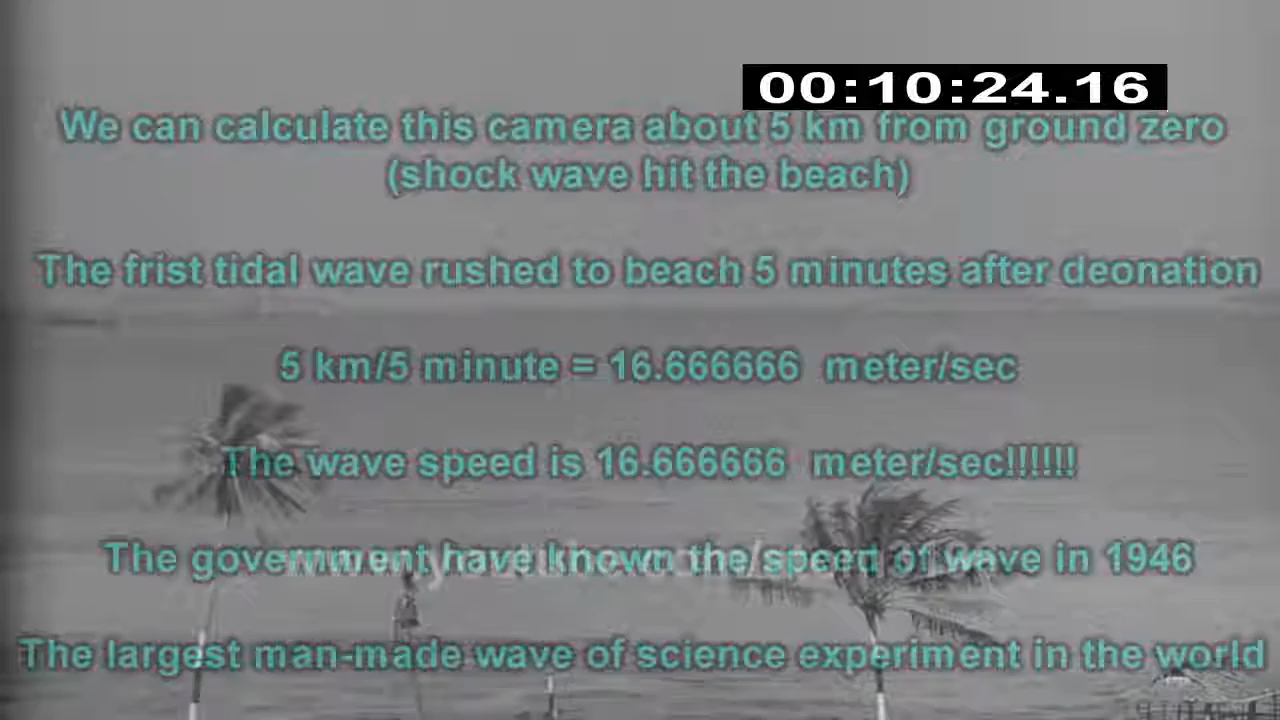 00:10:24.16
We can calculate this camera about 5 km from ground zero
(shock wave hit the beach)
The frist tidal wave rushed to beach 5 minutes after deonation
5 km/5 minute = 16.666666 meter/sec
The wave speed is 16.666666 meter/sec!!!!!!
The government have known the speed of wave in 1946
The largest man-made wave of science experiment in the world